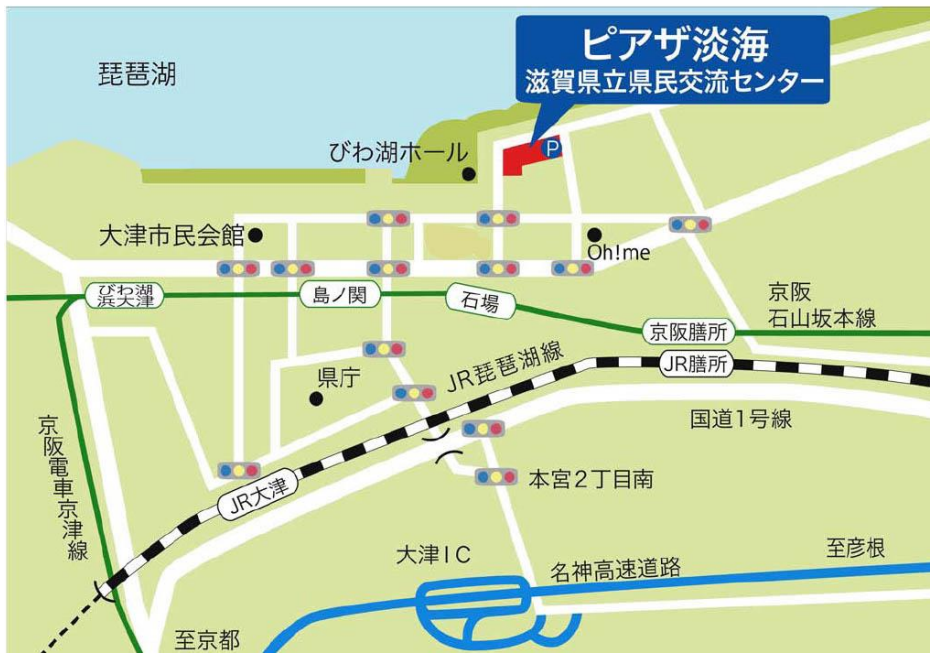 ピアザ淡海
滋賀県立県民交流センター
琵琶湖
P
びわ湖ホール
大津市民会館
Oh!me
びわ湖
浜大津
島ノ関
石場
京阪
石山坂本線
京阪膳所
JR膳所
JR琵琶湖線
県庁
国道1号線
京阪電車京津線
JR大津
本宮2丁目南
大津IC
名神高速道路
至彦根
至京都